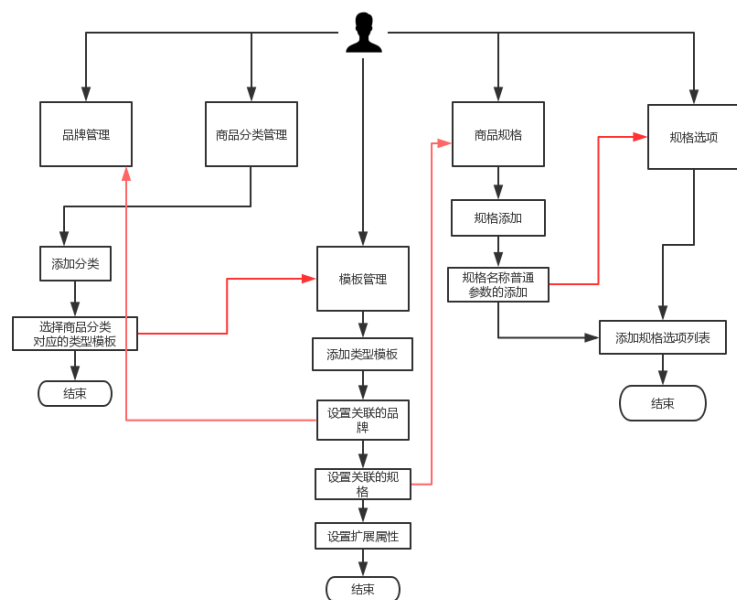 品牌管理
商品分类管理
商品规格
规格选项
规格添加
添加分类
模板管理
规格名称普通
参数的添加
选择商品分类
对应的类型模板
添加规格选项列表
添加类型模板
结束
结束
设置关联的品
牌
设置关联的规
格
设置扩展属性
结束